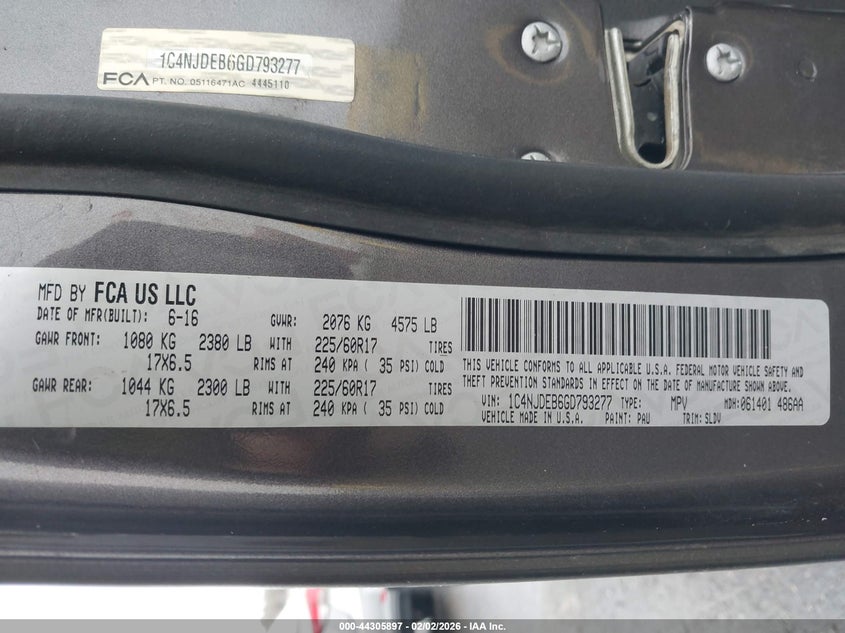 1C4NJDEB6GD793277
FCA PT. NO. 05116471AC 4445110
MFD BY FCA US LLC
DATE OF MFR(BUILT): 6-16 GVWR: 2076 KG 4575 LB
GAWR FRONT: 1080 KG 2380 LB WITH 225/60R17 TIRES
17X6.5 RIMS AT 240 KPA ( 35 PSI) COLD
GAWR REAR: 1044 KG 2300 LB WITH 225/60R17 TIRES
17X6.5 RIMS AT 240 KPA ( 35 PSI) COLD
THIS VEHICLE CONFORMS TO ALL APPLICABLE U.S.A. FEDERAL MOTOR VEHICLE SAFETY AND
THEFT PREVENTION STANDARDS IN EFFECT ON THE DATE OF MANUFACTURE SHOWN ABOVE.
VIN: 1C4NJDEB6GD793277 TYPE: MPV MDH: 061401 486AA
VEHICLE MADE IN U.S.A. PAINT: PAU TRIM: SLDV
000-44305897 - 02/02/2026 - IAA Inc.